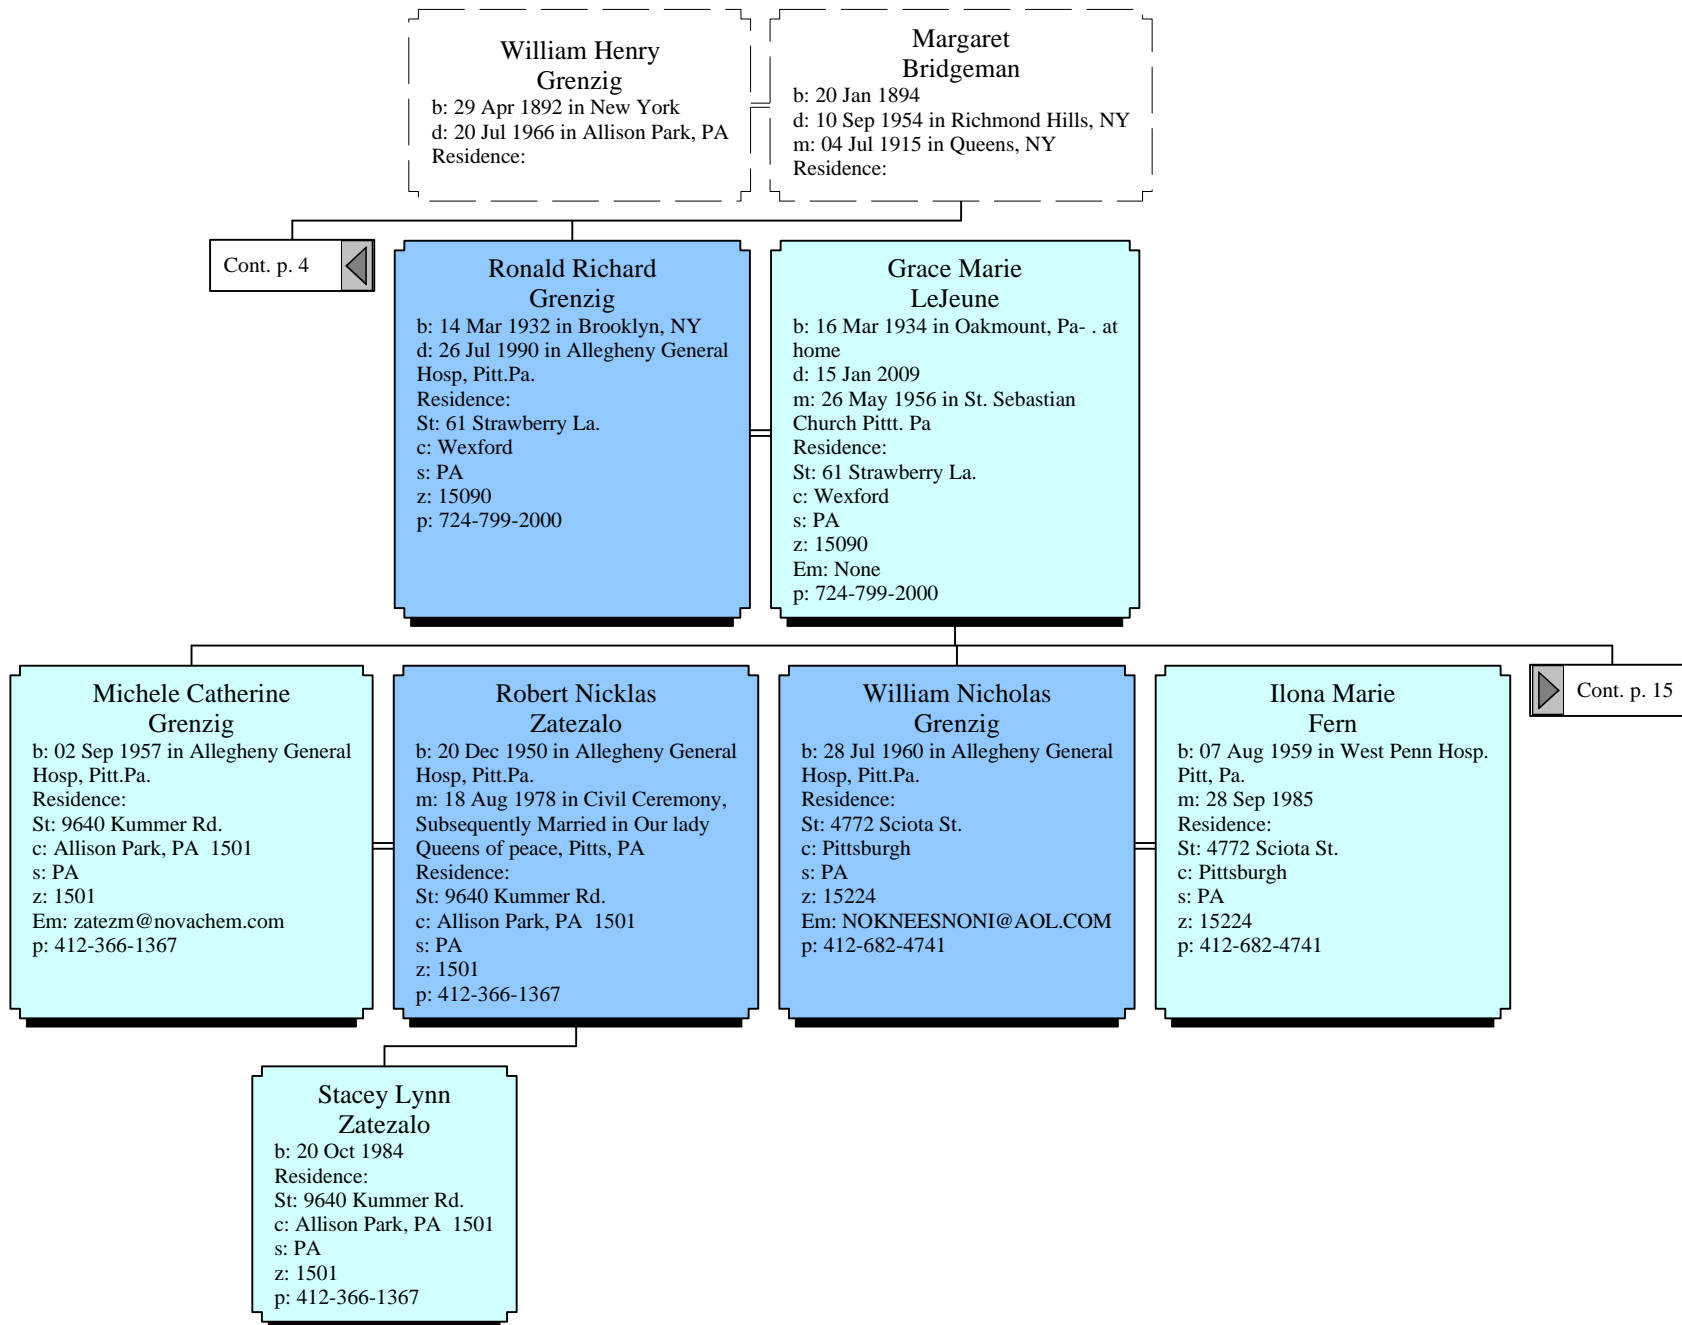 William Henry
Grenzig
b: 29 Apr 1892 in New York
d: 20 Jul 1966 in Allison Park, PA
Residence:
Margaret
Bridgeman
b: 20 Jan 1894
d: 10 Sep 1954 in Richmond Hills, NY
m: 04 Jul 1915 in Queens, NY
Residence:
Cont. p. 4
Ronald Richard
Grenzig
b: 14 Mar 1932 in Brooklyn, NY
d: 26 Jul 1990 in Allegheny General
Hosp, Pitt.Pa.
Residence:
St: 61 Strawberry La.
c: Wexford
s: PA
z: 15090
p: 724-799-2000
Grace Marie
LeJeune
b: 16 Mar 1934 in Oakmount, Pa- . at
home
d: 15 Jan 2009
m: 26 May 1956 in St. Sebastian
Church Pittt. Pa
Residence:
St: 61 Strawberry La.
c: Wexford
s: PA
z: 15090
Em: None
p: 724-799-2000
Michele Catherine
Grenzig
b: 02 Sep 1957 in Allegheny General
Hosp, Pitt.Pa.
Residence:
St: 9640 Kummer Rd.
c: Allison Park, PA  1501
s: PA
z: 1501
Em: zatezm@novachem.com
p: 412-366-1367
Robert Nicklas
Zatezalo
b: 20 Dec 1950 in Allegheny General
Hosp, Pitt.Pa.
m: 18 Aug 1978 in Civil Ceremony,
Subsequently Married in Our lady
Queens of peace, Pitts, PA
Residence:
St: 9640 Kummer Rd.
c: Allison Park, PA  1501
s: PA
z: 1501
p: 412-366-1367
William Nicholas
Grenzig
b: 28 Jul 1960 in Allegheny General
Hosp, Pitt.Pa.
Residence:
St: 4772 Sciota St.
c: Pittsburgh
s: PA
z: 15224
Em: NOKNEESNONI@AOL.COM
p: 412-682-4741
Ilona Marie
Fern
b: 07 Aug 1959 in West Penn Hosp.
Pitt, Pa.
m: 28 Sep 1985
Residence:
St: 4772 Sciota St.
c: Pittsburgh
s: PA
z: 15224
p: 412-682-4741
Cont. p. 15
Stacey Lynn
Zatezalo
b: 20 Oct 1984
Residence:
St: 9640 Kummer Rd.
c: Allison Park, PA  1501
s: PA
z: 1501
p: 412-366-1367